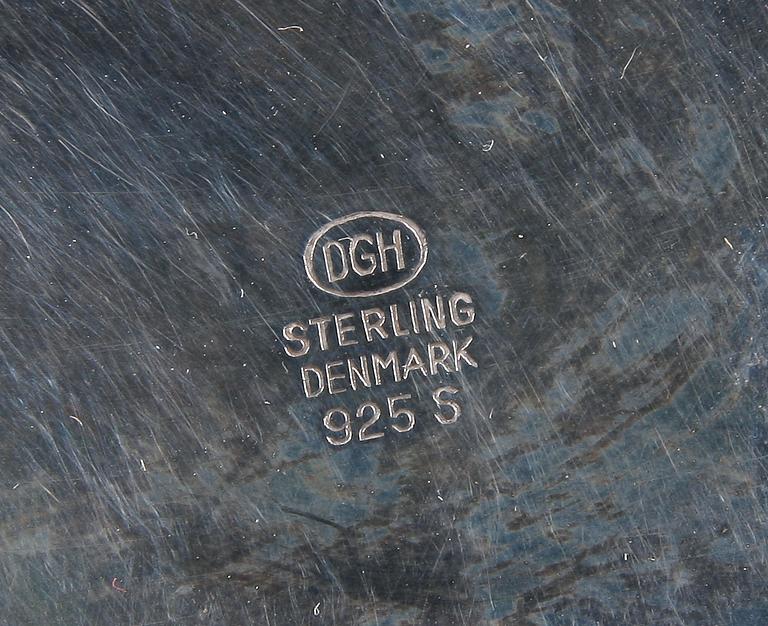 DGH
STERLING
DENMARK
925 S